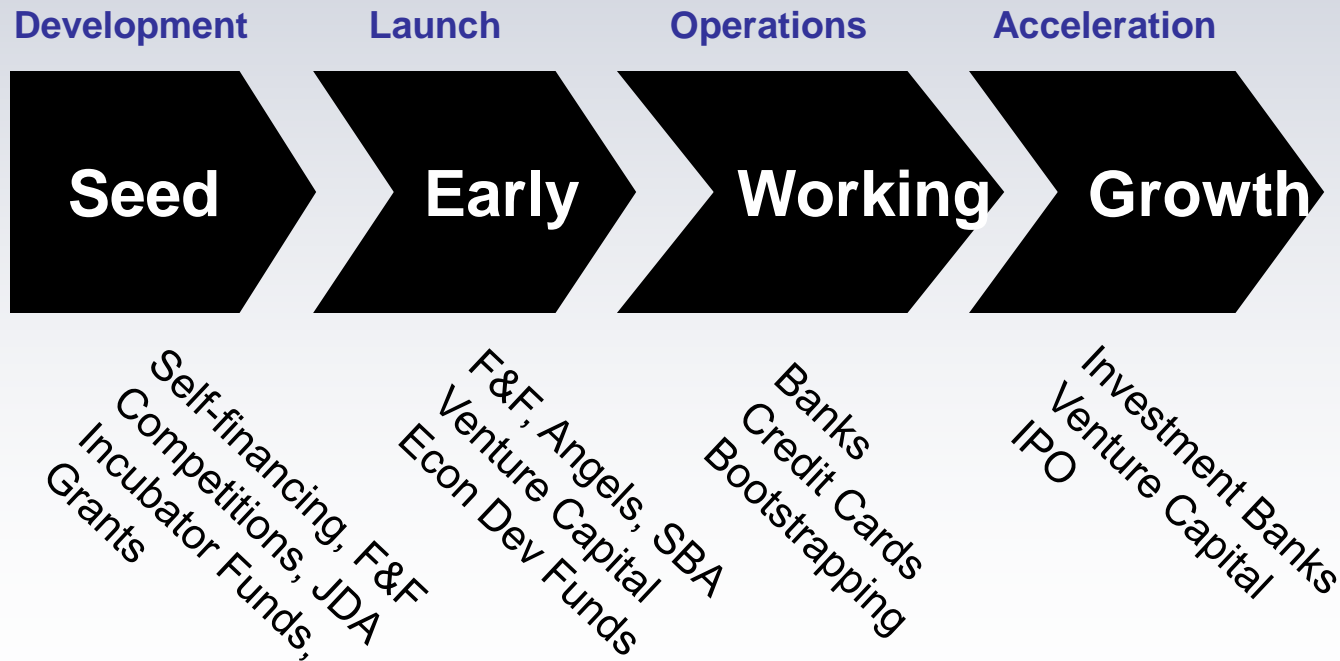 Development
Launch
Operations
Acceleration
Seed
Early
Working
Growth
Self-financing, F&F
Competitions, JDA
Incubator Funds,
Grants
F&F, Angels, SBA
Venture Capital
Econ Dev Funds
Banks
Credit Cards
Bootstrapping
Investment Banks
Venture Capital
IPO